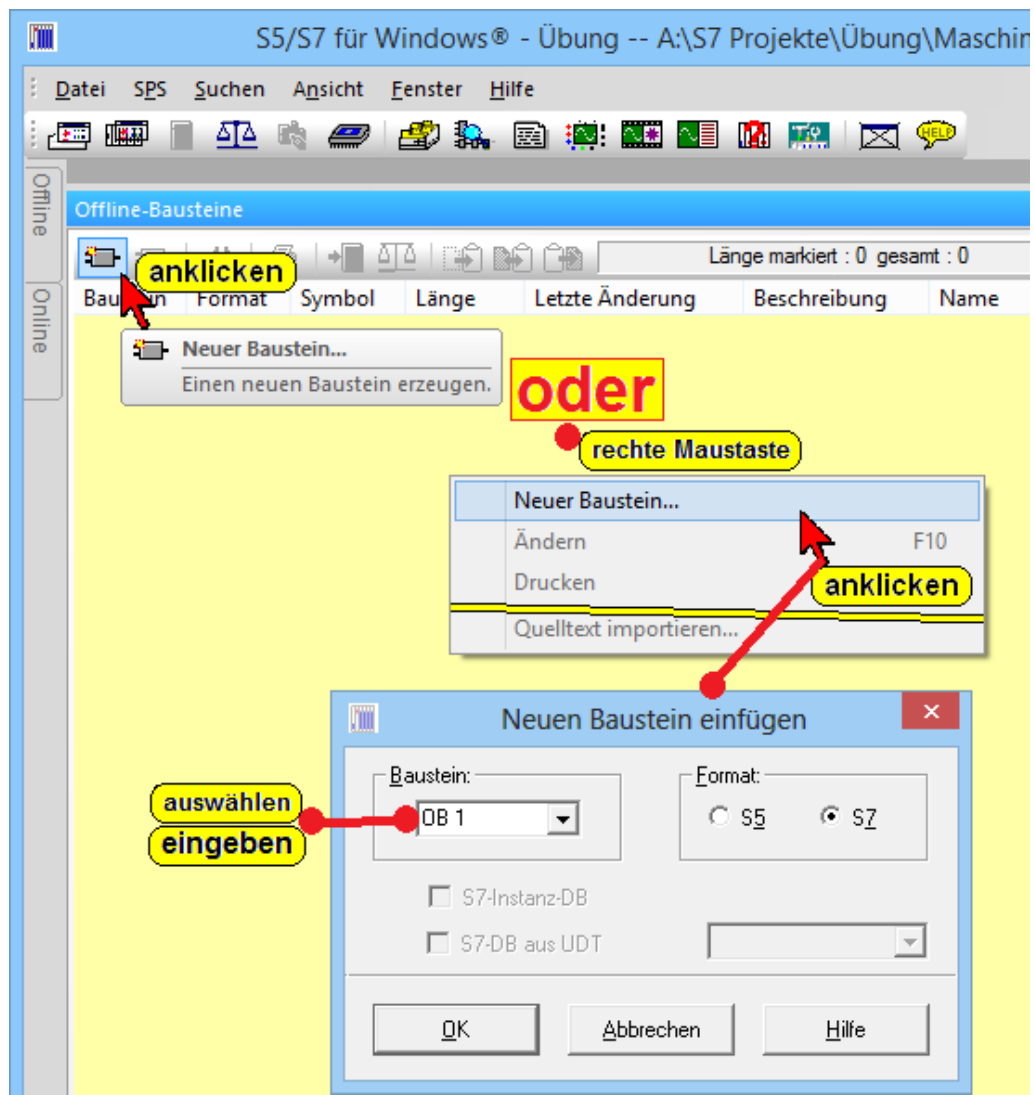 S5/S7 für Windows® - Übung -- A:\S7 Projekte\Übung\Maschin
Datei SPS Suchen Ansicht Fenster Hilfe
HELP
Offline
Offline-Bausteine
anklicken
Länge markiert : 0 gesamt : 0
Online
Format Symbol Länge Letzte Änderung Beschreibung Name
Neuer Baustein...
Einen neuen Baustein erzeugen.
oder
rechte Maustaste
Neuer Baustein...
Ändern F10
Drucken
anklicken
Quelltext importieren...
Neuen Baustein einfügen
Baustein:
Format:
auswählen
eingeben
OB 1
S5 S7
S7-Instanz-DB
S7-DB aus UDT
OK Abbrechen Hilfe